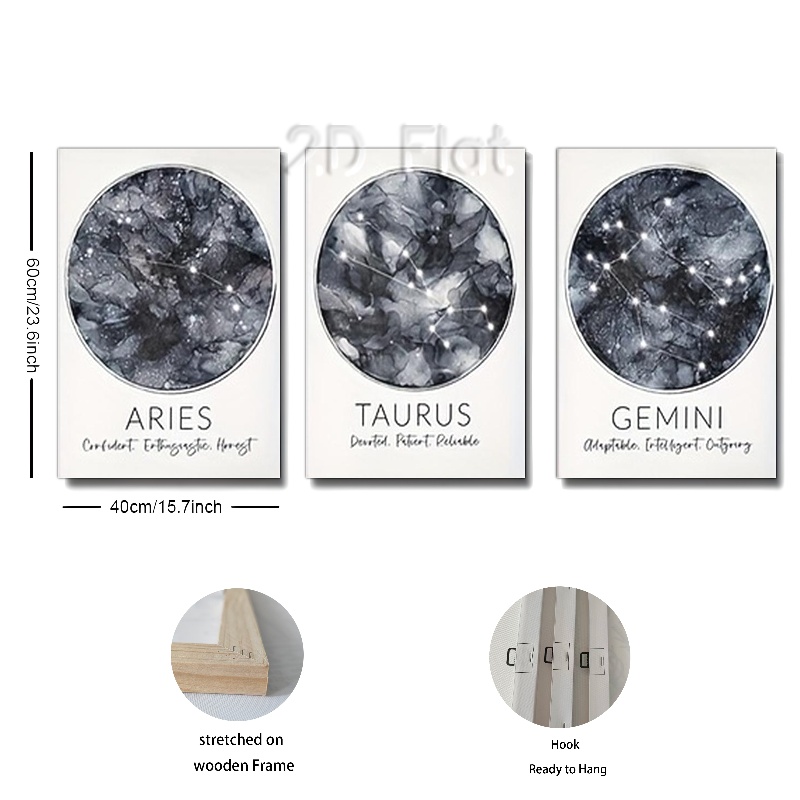 2D Flat
60cm/23.6inch
ARIES
Confident. Enthusiastic. Honest
TAURUS
Devoted. Patient. Reliable
GEMINI
Adaptable. Intelligent. Outgoing
40cm/15.7inch
stretched on
wooden Frame
Hook
Ready to Hang